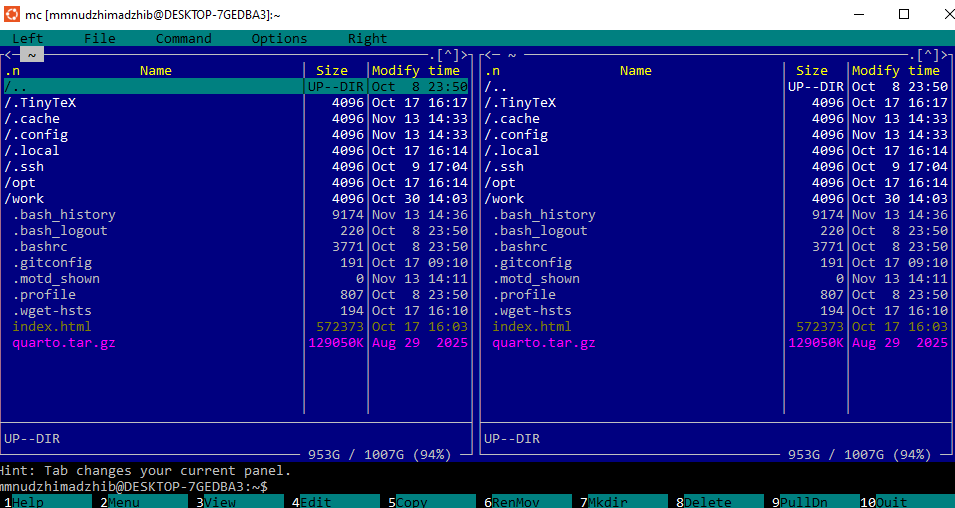 mc [mmnudzhimadzhib@DESKTOP-7GEDBA3]:~
Left File Command Options Right
<─ ~ ─.[^]> <─ ~ ─.[^]>
.n Name Size Modify time .n Name Size Modify time
/.. UP--DIR Oct 8 23:50 /.. UP--DIR Oct 8 23:50
/.TinyTeX 4096 Oct 17 16:17 /.TinyTeX 4096 Oct 17 16:17
/.cache 4096 Nov 13 14:33 /.cache 4096 Nov 13 14:33
/.config 4096 Nov 13 14:33 /.config 4096 Nov 13 14:33
/.local 4096 Oct 17 16:14 /.local 4096 Oct 17 16:14
/.ssh 4096 Oct 9 17:04 /.ssh 4096 Oct 9 17:04
/opt 4096 Oct 17 16:14 /opt 4096 Oct 17 16:14
/work 4096 Oct 30 14:03 /work 4096 Oct 30 14:03
.bash_history 9174 Nov 13 14:36 .bash_history 9174 Nov 13 14:36
.bash_logout 220 Oct 8 23:50 .bash_logout 220 Oct 8 23:50
.bashrc 3771 Oct 8 23:50 .bashrc 3771 Oct 8 23:50
.gitconfig 191 Oct 17 09:10 .gitconfig 191 Oct 17 09:10
.motd_shown 0 Nov 13 14:11 .motd_shown 0 Nov 13 14:11
.profile 807 Oct 8 23:50 .profile 807 Oct 8 23:50
.wget-hsts 194 Oct 17 16:10 .wget-hsts 194 Oct 17 16:10
index.html 572373 Oct 17 16:03 index.html 572373 Oct 17 16:03
quarto.tar.gz 129050K Aug 29 2025 quarto.tar.gz 129050K Aug 29 2025
UP--DIR UP--DIR
953G / 1007G (94%) 953G / 1007G (94%)
Hint: Tab changes your current panel.
mmnudzhimadzhib@DESKTOP-7GEDBA3:~$
1Help 2Menu 3View 4Edit 5Copy 6RenMov 7Mkdir 8Delete 9PullDn 10Quit